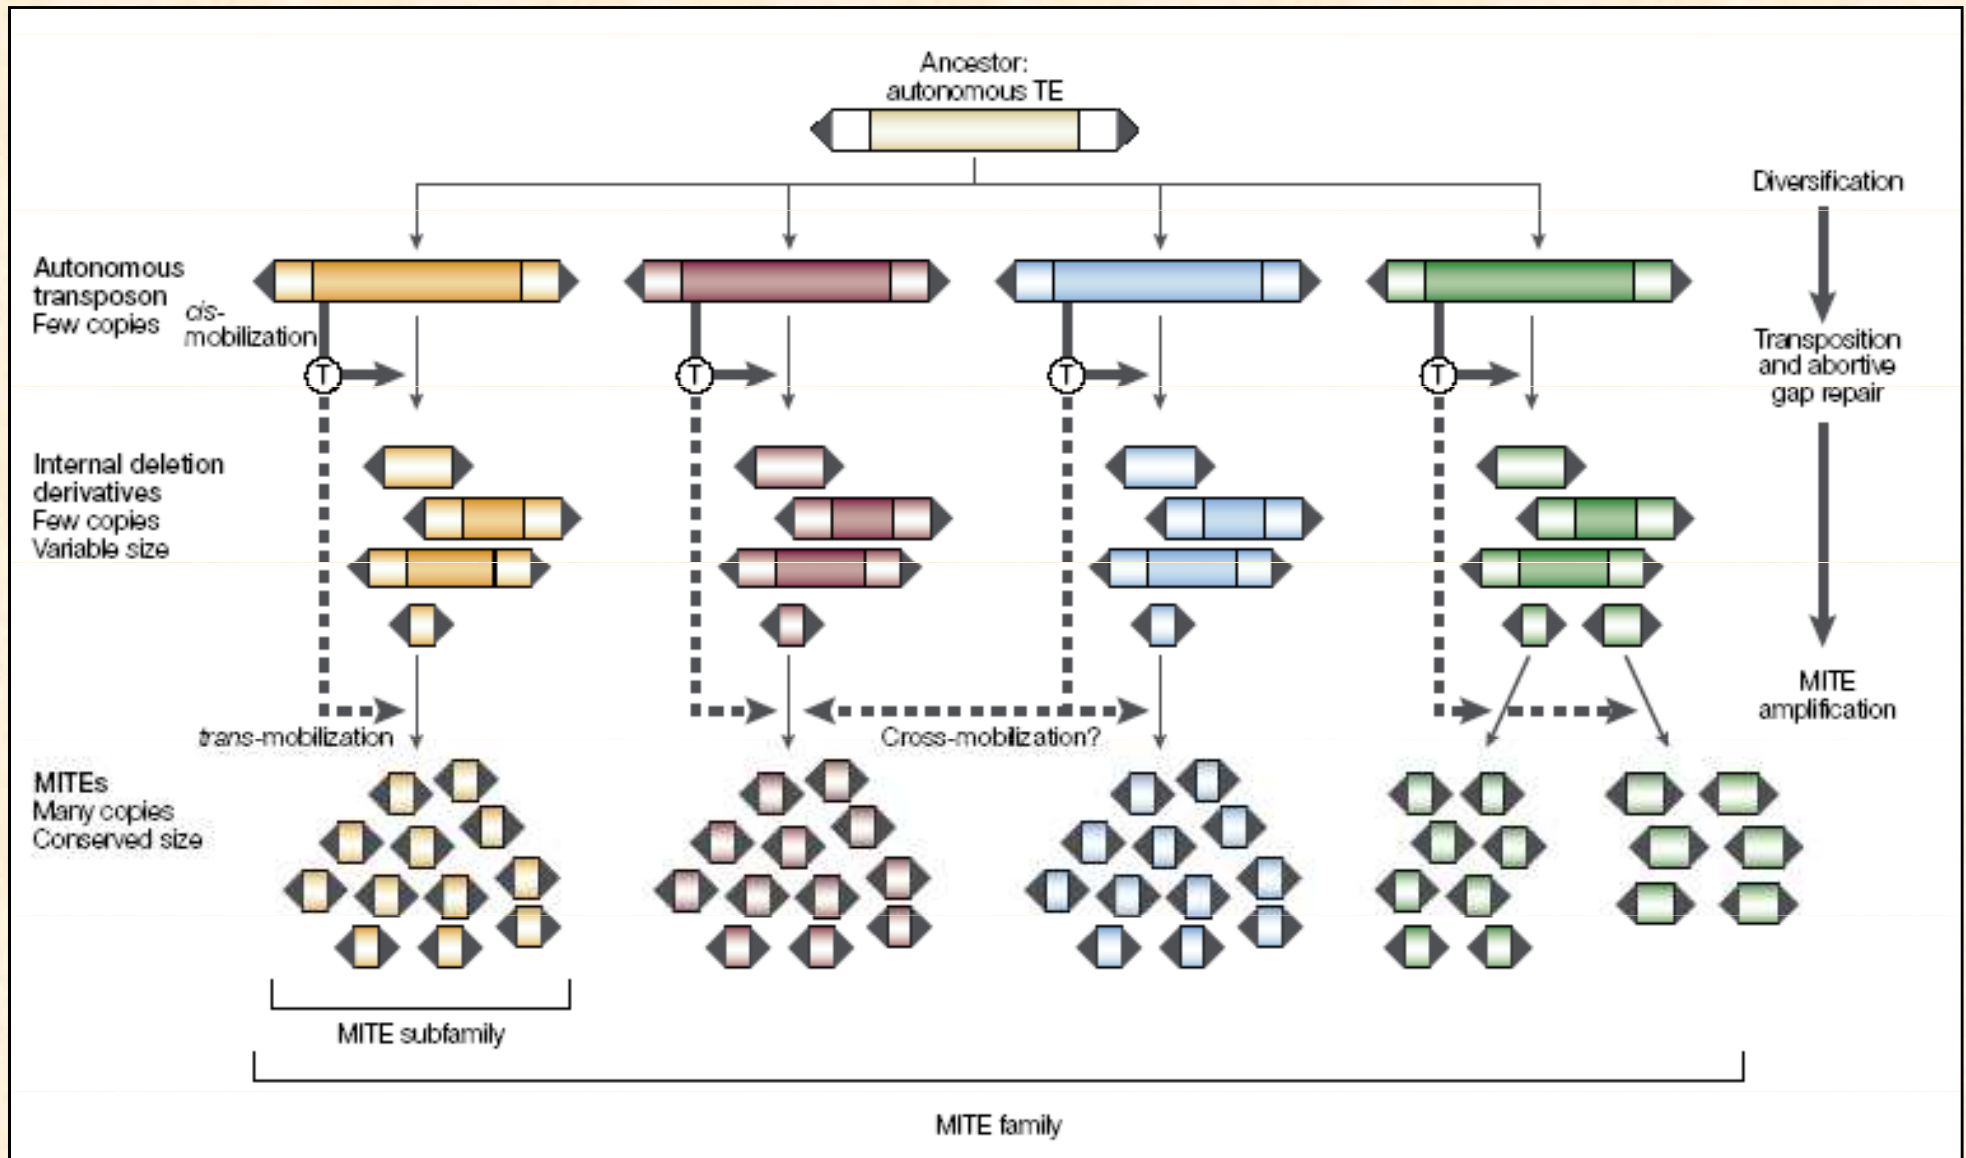 Ancestor:
autonomous TE
Diversification
Autonomous
transposon
Few copies
cis-
mobilization
T
T
T
T
Transposition
and abortive
gap repair
Internal deletion
derivatives
Few copies
Variable size
MITE
amplification
trans-mobilization
Cross-mobilization?
MITEs
Many copies
Conserved size
MITE subfamily
MITE family